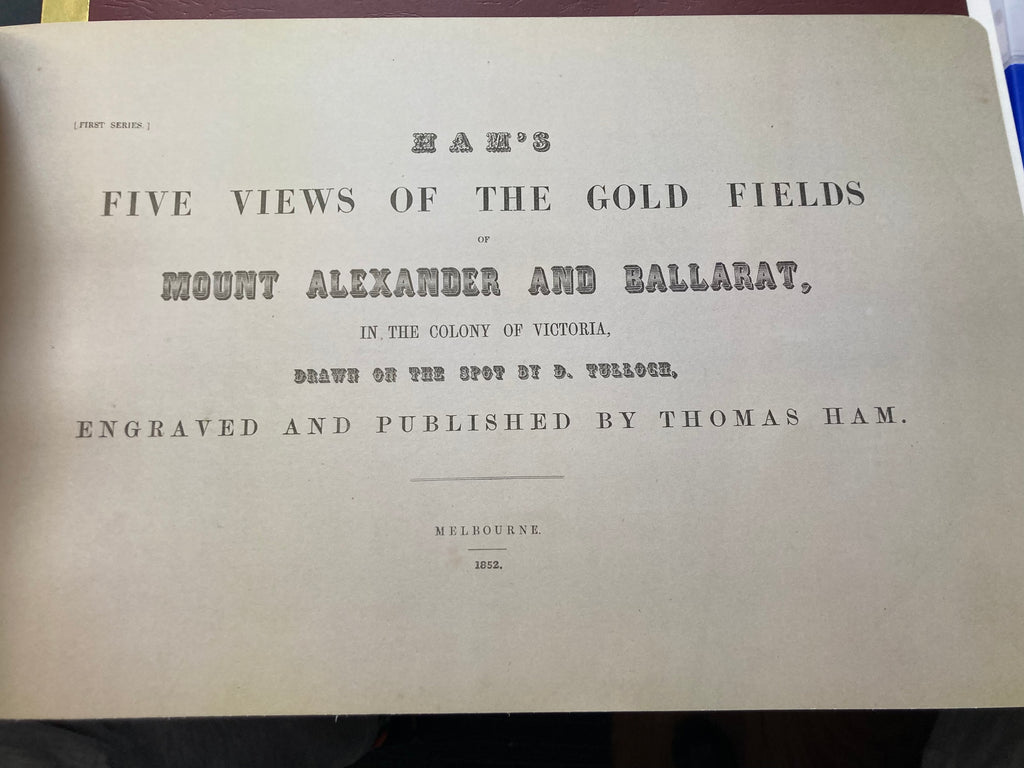 [FIRST SERIES.]
HAM'S
FIVE VIEWS OF THE GOLD FIELDS
OF
MOUNT ALEXANDER AND BALLARAT,
IN THE COLONY OF VICTORIA,
DRAWN ON THE SPOT BY D. TULLOCH,
ENGRAVED AND PUBLISHED BY THOMAS HAM.
MELBOURNE.
1852.